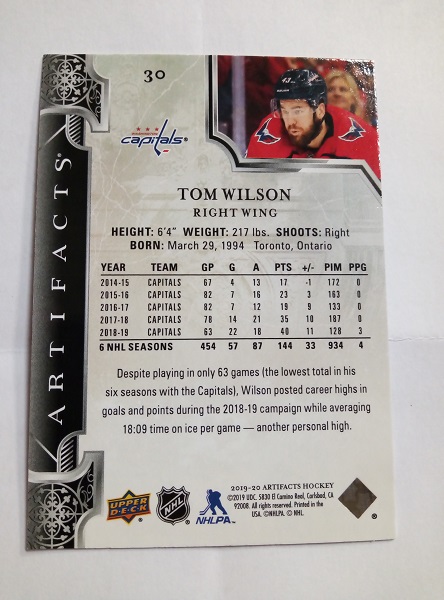 30
43
capitals
ARTIFACTS
TOM WILSON
RIGHT WING
HEIGHT: 6'4" WEIGHT: 217 lbs. SHOOTS: Right
BORN: March 29, 1994 Toronto, Ontario
YEAR TEAM GP G A PTS +/- PIM PPG
2014-15 CAPITALS 67 4 13 17 -1 172 0
2015-16 CAPITALS 82 7 16 23 3 163 0
2016-17 CAPITALS 82 7 12 19 9 133 0
2017-18 CAPITALS 78 14 21 35 10 187 0
2018-19 CAPITALS 63 22 18 40 11 128 3
6 NHL SEASONS 454 57 87 144 33 934 4
Despite playing in only 63 games (the lowest total in his
six seasons with the Capitals), Wilson posted career highs in
goals and points during the 2018-19 campaign while averaging
18:09 time on ice per game — another personal high.
2019-20 ARTIFACTS HOCKEY
©2019 UDC. 5830 El Camino Real, Carlsbad, CA
92008. All rights reserved. Printed in the
USA. ©NHLPA. © NHL.
UPPER
DECK
NHL
NHLPA